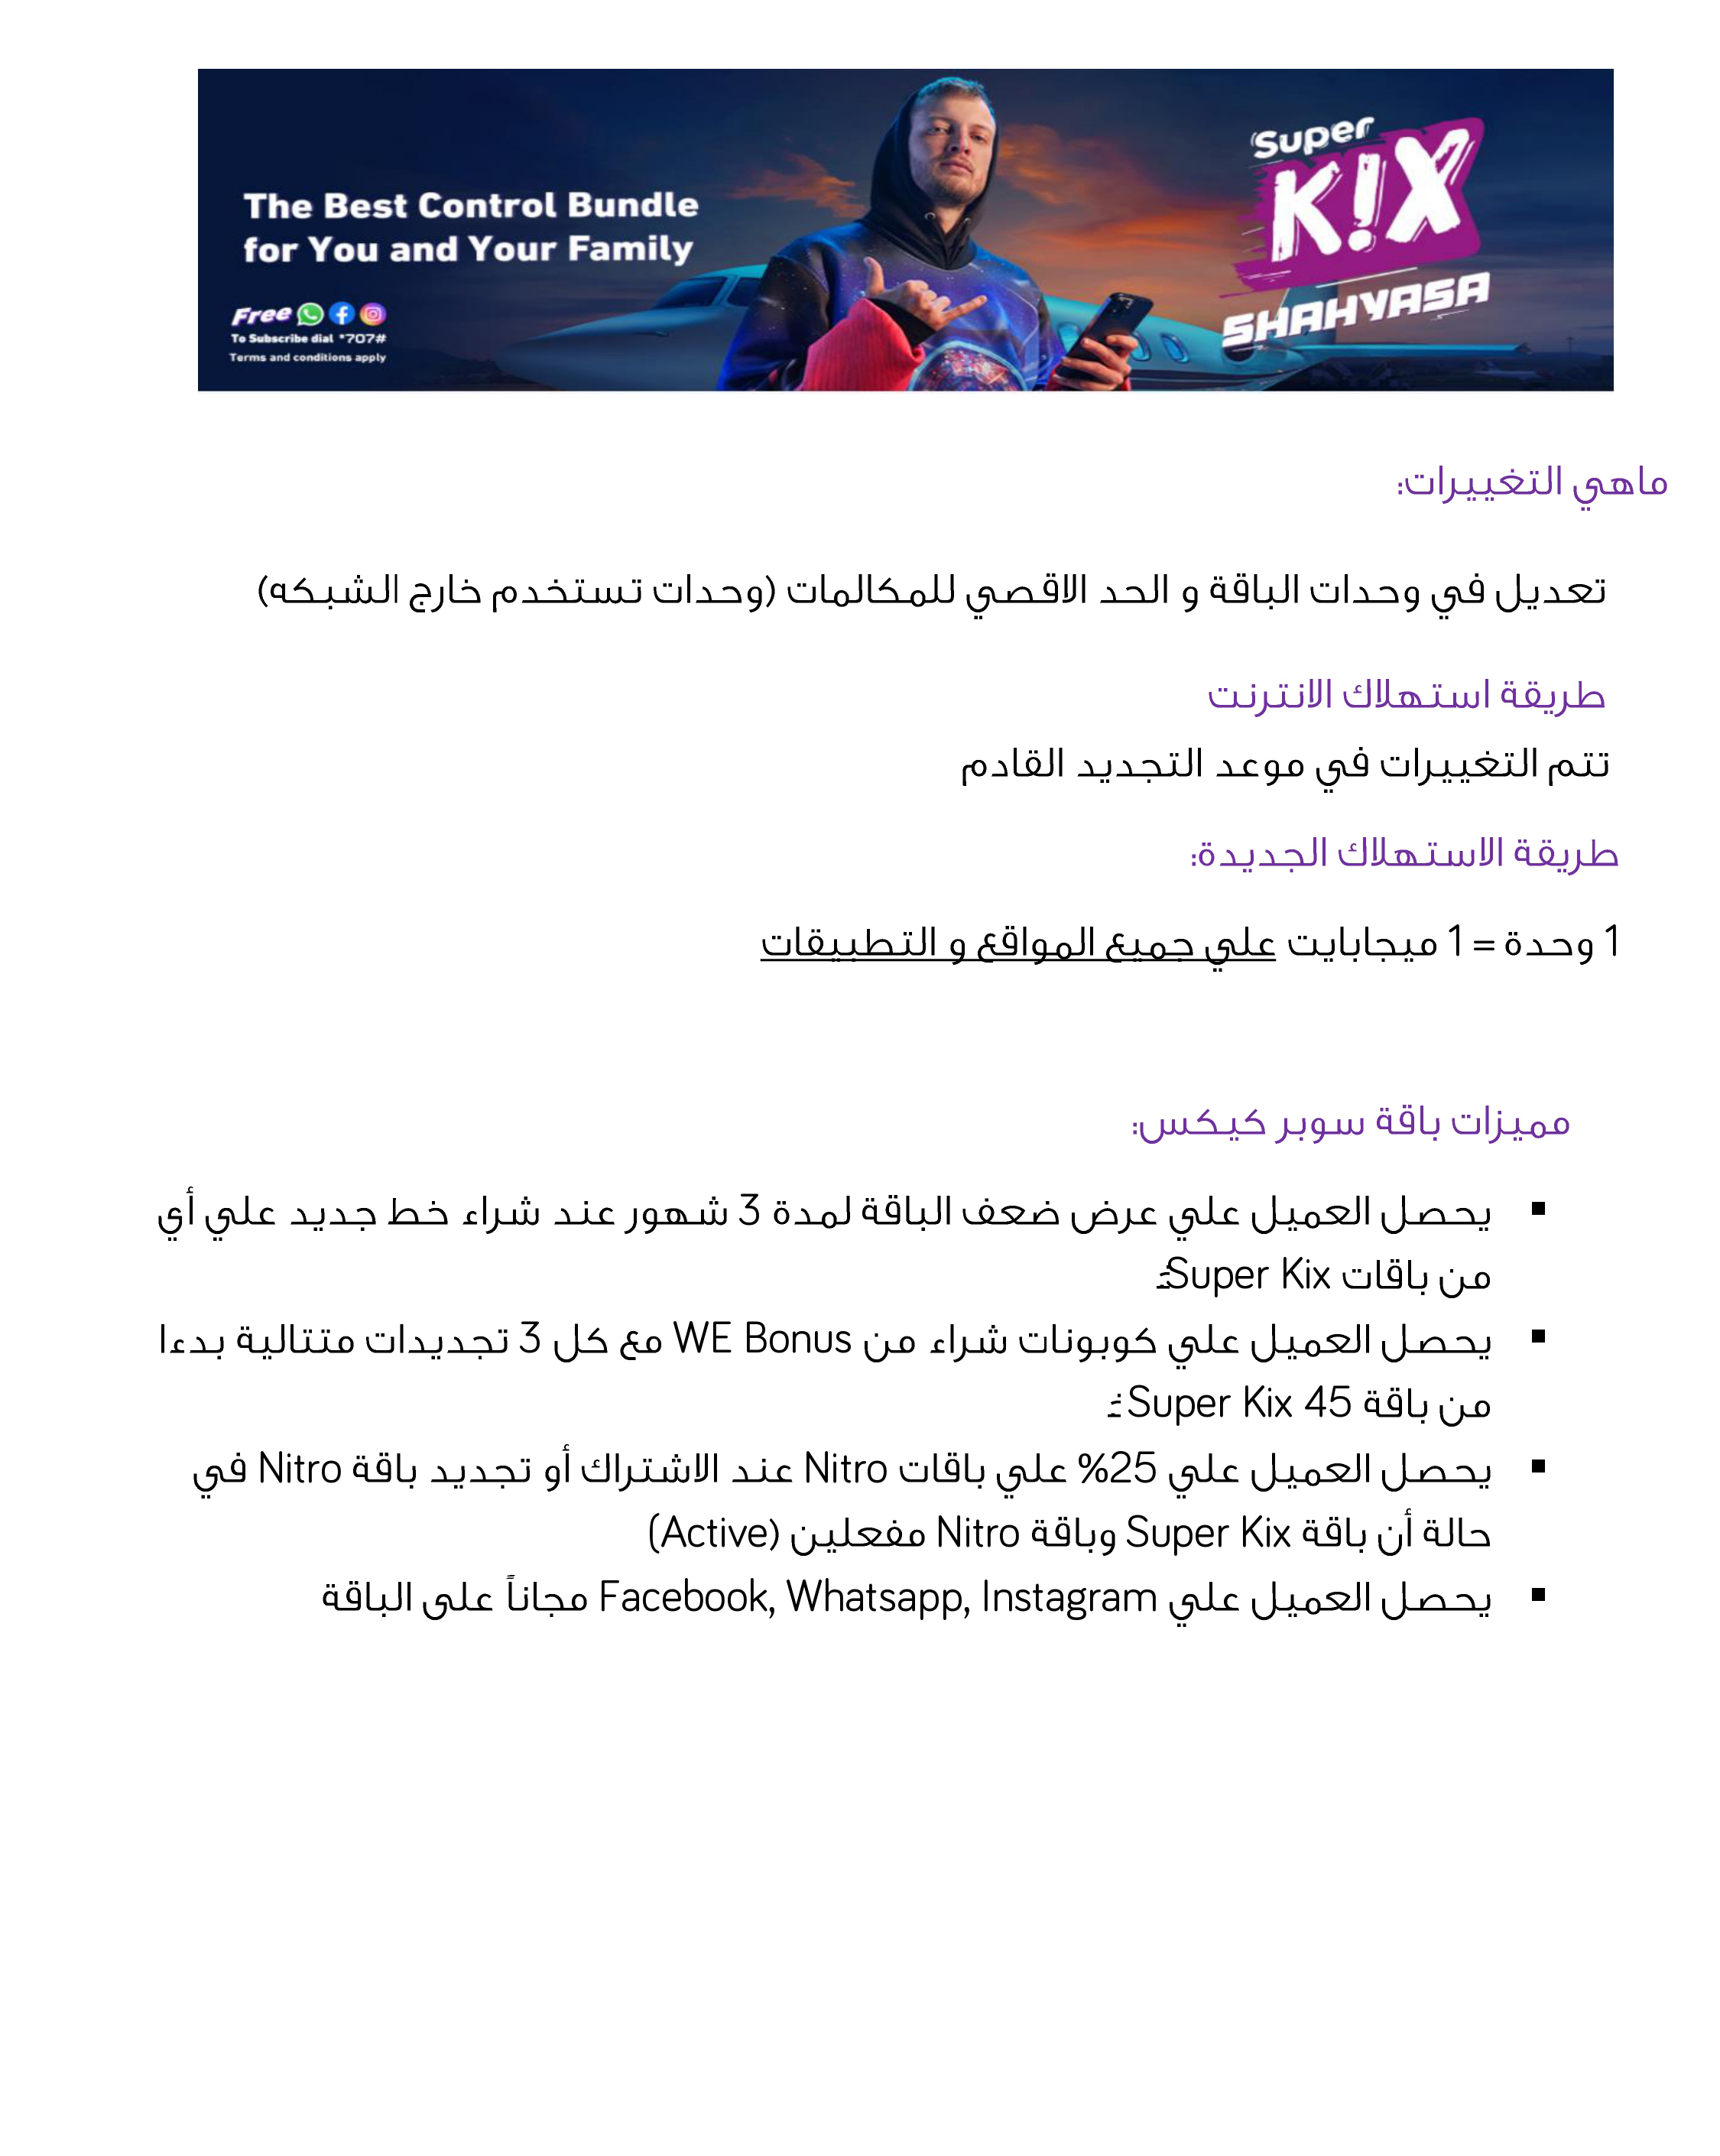 The Best Control Bundle
for You and Your Family
Free
To Subscribe dial *707#
Terms and conditions apply
Super
K!X
SHAHYASA
ماهي التغييرات:
تعديل في وحدات الباقة و الحد الاقصي للمكالمات (وحدات تستخدم خارج الشبكه)
طريقة استهلاك الانترنت
تتم التغييرات في موعد التجديد القادم
طريقة الاستهلاك الجديدة:
1 وحدة = 1 ميجابايت علي جميع المواقع و التطبيقات
مميزات باقة سوبر كيكس:
▪ يحصل العميل علي عرض ضعف الباقة لمدة 3 شهور عند شراء خط جديد علي أي
من باقات Super Kix
▪ يحصل العميل علي كوبونات شراء من WE Bonus مع كل 3 تجديدات متتالية بدءا
من باقة Super Kix 45
▪ يحصل العميل علي 25% علي باقات Nitro عند الاشتراك أو تجديد باقة Nitro في
حالة أن باقة Super Kix وباقة Nitro مفعلين (Active)
▪ يحصل العميل علي Facebook, Whatsapp, Instagram مجاناً على الباقة